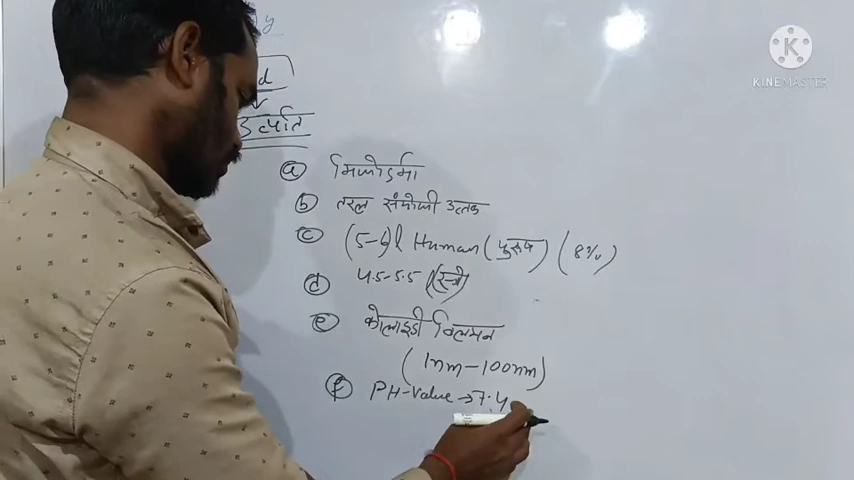 y
d
उत्पति
K
KINEMASTER
(a) मिजोडर्मा
(b) तरल संयोजी उत्तक
(c) (5-6)l Human (पुरुष) (8%)
(d) 4.5-5.5 (स्त्री)
(e) कोलाइडी विलयन
(1nm-100nm)
(f) PH-Value → 7.4